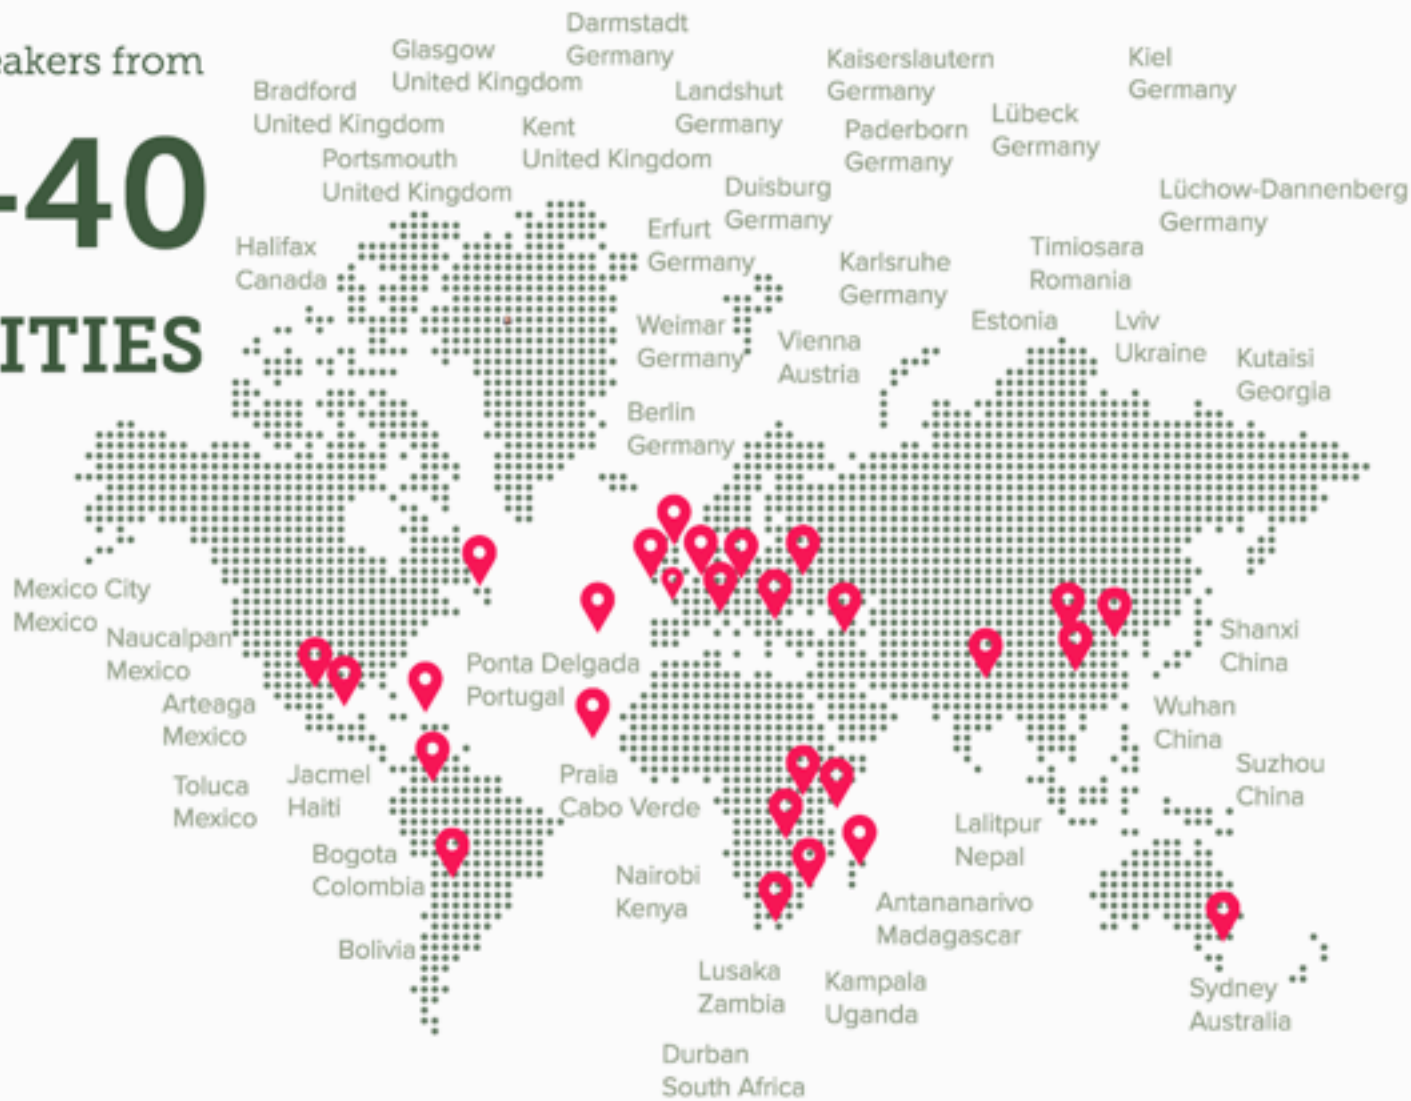 eakers from
-40
ITIES
Darmstadt
Germany
Glasgow
United Kingdom
Bradford
United Kingdom
Kent
United Kingdom
Portsmouth
United Kingdom
Landshut
Germany
Kaiserslautern
Germany
Kiel
Germany
Lübeck
Germany
Paderborn
Germany
Duisburg
Germany
Lüchow-Dannenberg
Germany
Erfurt
Germany
Halifax
Canada
Karlsruhe
Germany
Timiosara
Romania
Weimar
Germany
Vienna
Austria
Estonia
Lviv
Ukraine
Kutaisi
Georgia
Berlin
Germany
Mexico City
Mexico
Naucalpan
Mexico
Arteaga
Mexico
Toluca
Mexico
Jacmel
Haiti
Ponta Delgada
Portugal
Praia
Cabo Verde
Bogota
Colombia
Bolivia
Nairobi
Kenya
Lusaka
Zambia
Kampala
Uganda
Durban
South Africa
Antananarivo
Madagascar
Lalitpur
Nepal
Shanxi
China
Wuhan
China
Suzhou
China
Sydney
Australia